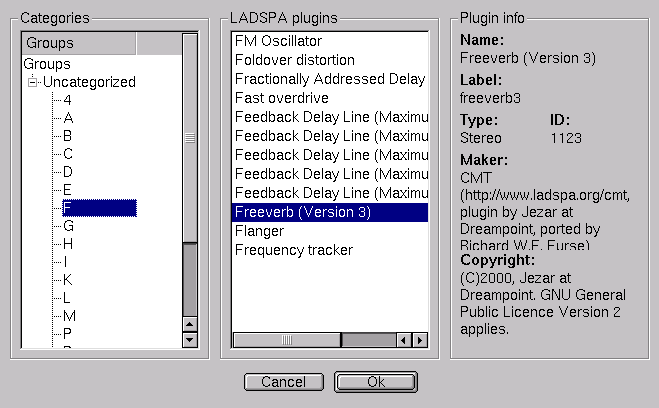 Categories
Groups
Groups
Uncategorized
4
A
B
C
D
E
F
G
H
I
K
L
M
P
LADSPA plugins
FM Oscillator
Foldover distortion
Fractionally Addressed Delay
Fast overdrive
Feedback Delay Line (Maximu
Feedback Delay Line (Maximu
Feedback Delay Line (Maximu
Feedback Delay Line (Maximu
Feedback Delay Line (Maximu
Freeverb (Version 3)
Flanger
Frequency tracker
Plugin info
Name:
Freeverb (Version 3)
Label:
freeverb3
Type: ID:
Stereo 1123
Maker:
CMT
(http://www.ladspa.org/cmt,
plugin by Jezar at
Dreampoint, ported by
Richard W.E. Furse)
Copyright:
(C)2000, Jezar at
Dreampoint. GNU General
Public Licence Version 2
applies.
Cancel Ok